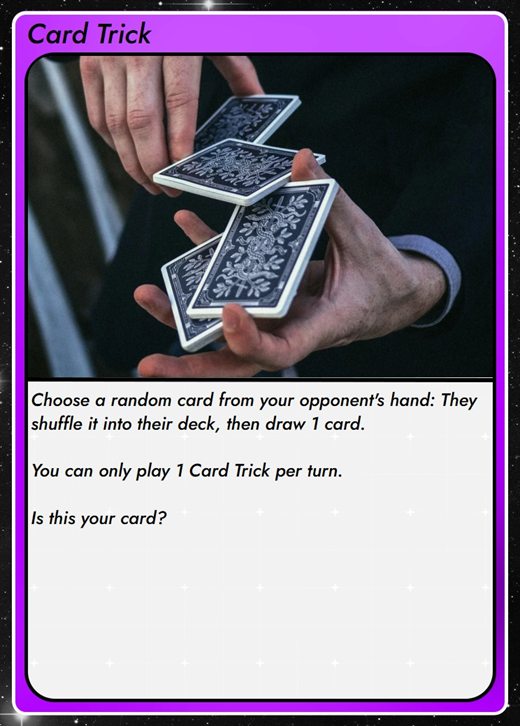 Card Trick
Choose a random card from your opponent's hand: They
shuffle it into their deck, then draw 1 card.
You can only play 1 Card Trick per turn.
Is this your card?